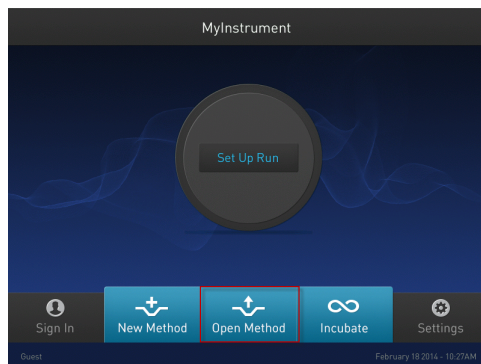 MyInstrument
Set Up Run
Sign In
New Method
Open Method
Incubate
Settings
Guest
February 18 2014 - 10:27AM